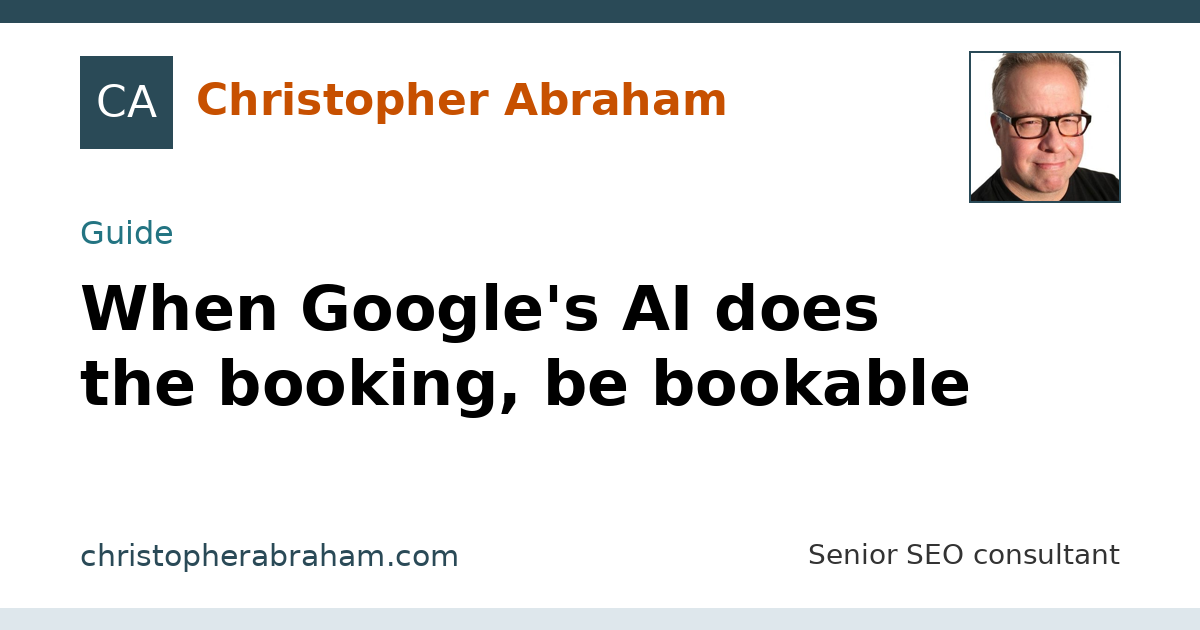 CA
Christopher Abraham
Guide
When Google's AI does
the booking, be bookable
christopherabraham.com
Senior SEO consultant